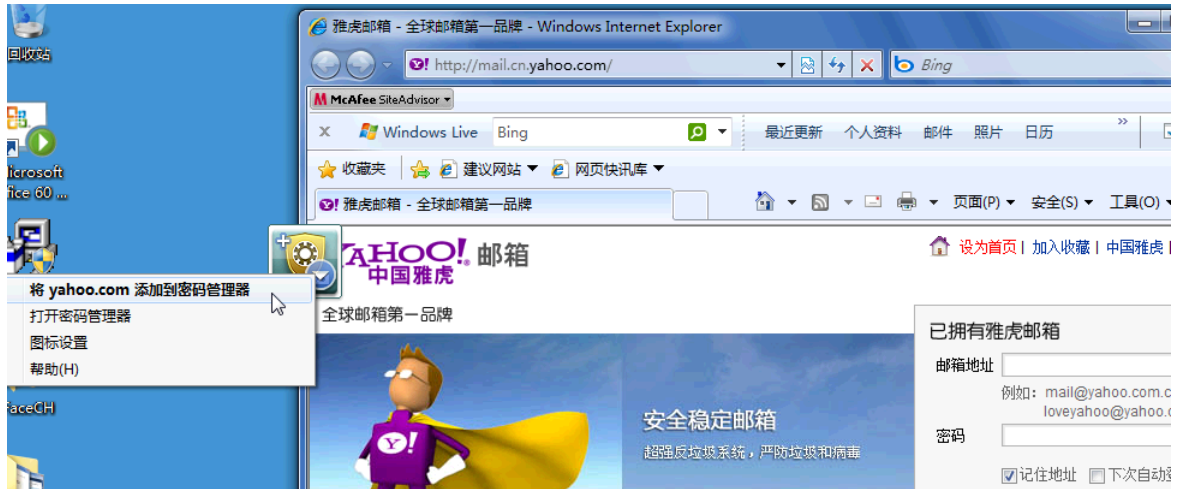 雅虎邮箱 - 全球邮箱第一品牌 - Windows Internet Explorer
回收站
http://mail.cn.yahoo.com/
Bing
McAfee SiteAdvisor
x Windows Live Bing 最近更新 个人资料 邮件 照片 日历 »
收藏夹 建议网站 网页快讯库
雅虎邮箱 - 全球邮箱第一品牌
页面(P) 安全(S) 工具(O)
YAHOO! 邮箱
中国雅虎
设为首页 | 加入收藏 | 中国雅虎 |
将 yahoo.com 添加到密码管理器
打开密码管理器
图标设置
帮助(H)
全球邮箱第一品牌
已拥有雅虎邮箱
邮箱地址
例如: mail@yahoo.com.c
loveyahoo@yahoo.
密码
记住地址 下次自动
安全稳定邮箱
超强反垃圾系统，严防垃圾和病毒
Y!
icrosoft
fice 60 ...
aceCH